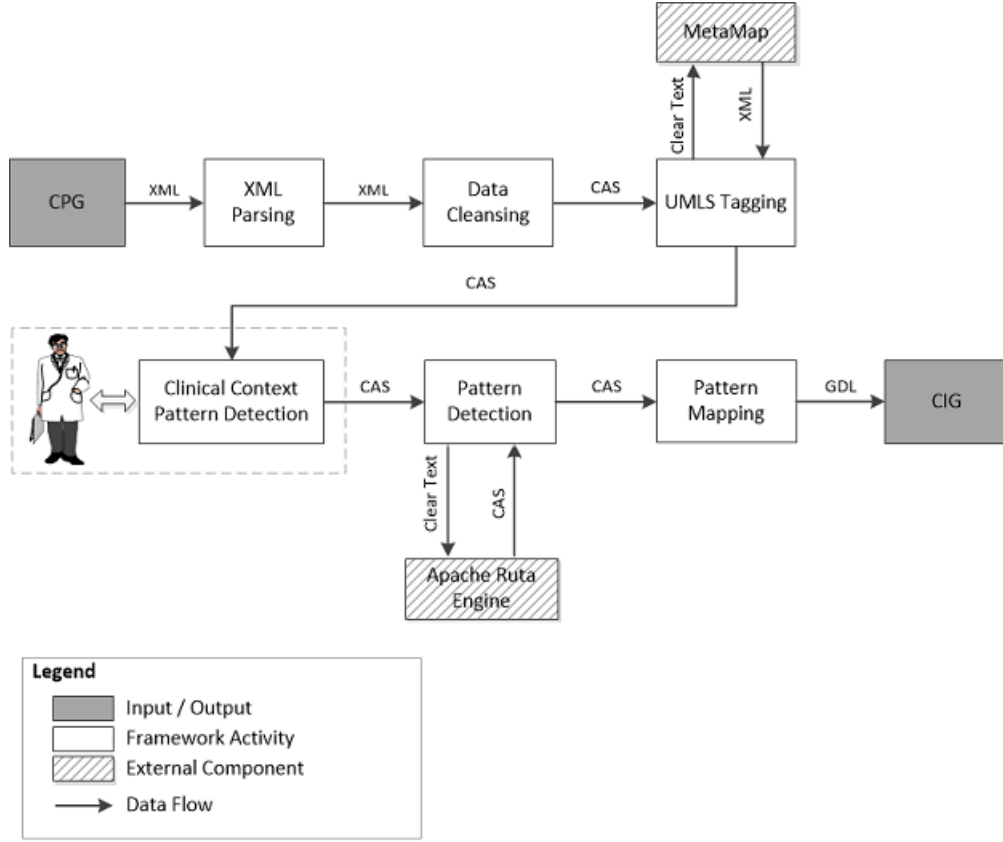 MetaMap
Clear Text
XML
CPG
XML
XML
Parsing
XML
Data
Cleansing
CAS
UMLS Tagging
CAS
Clinical Context
Pattern Detection
CAS
Pattern
Detection
CAS
Pattern
Mapping
GDL
CIG
Clear Text
CAS
Apache Ruta
Engine
Legend
Input / Output
Framework Activity
External Component
Data Flow